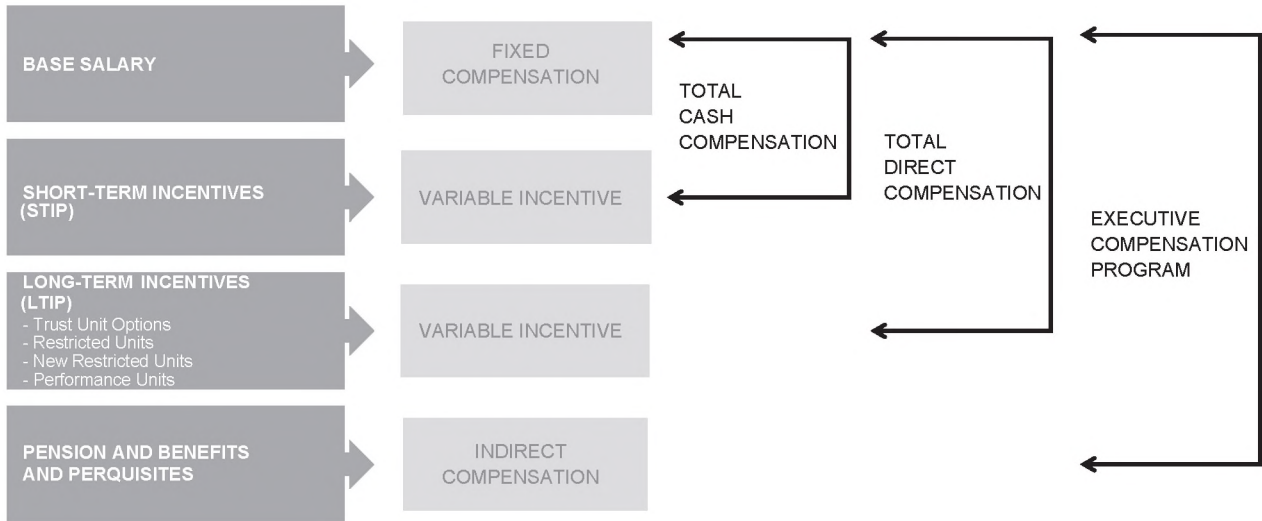 BASE SALARY
FIXED
COMPENSATION
SHORT-TERM INCENTIVES
(STIP)
VARIABLE INCENTIVE
LONG-TERM INCENTIVES
(LTIP)
- Trust Unit Options
- Restricted Units
- New Restricted Units
- Performance Units
VARIABLE INCENTIVE
PENSION AND BENEFITS
AND PERQUISITES
INDIRECT
COMPENSATION
TOTAL
CASH
COMPENSATION
TOTAL
DIRECT
COMPENSATION
EXECUTIVE
COMPENSATION
PROGRAM